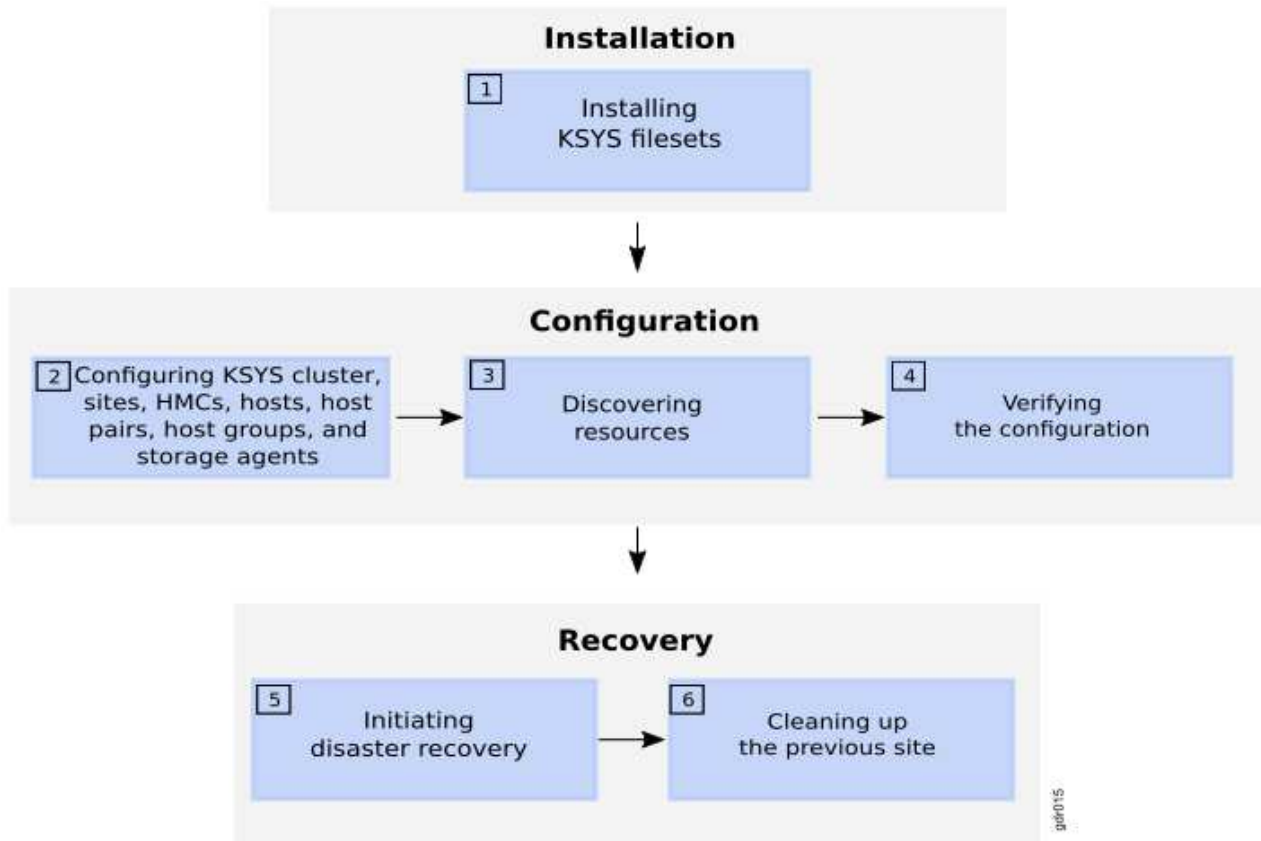 Installation
1
Installing
KSYS filesets
Configuration
2
Configuring KSYS cluster,
sites, HMCs, hosts, host
pairs, host groups, and
storage agents
3
Discovering
resources
4
Verifying
the configuration
Recovery
5
Initiating
disaster recovery
6
Cleaning up
the previous site
gdr015